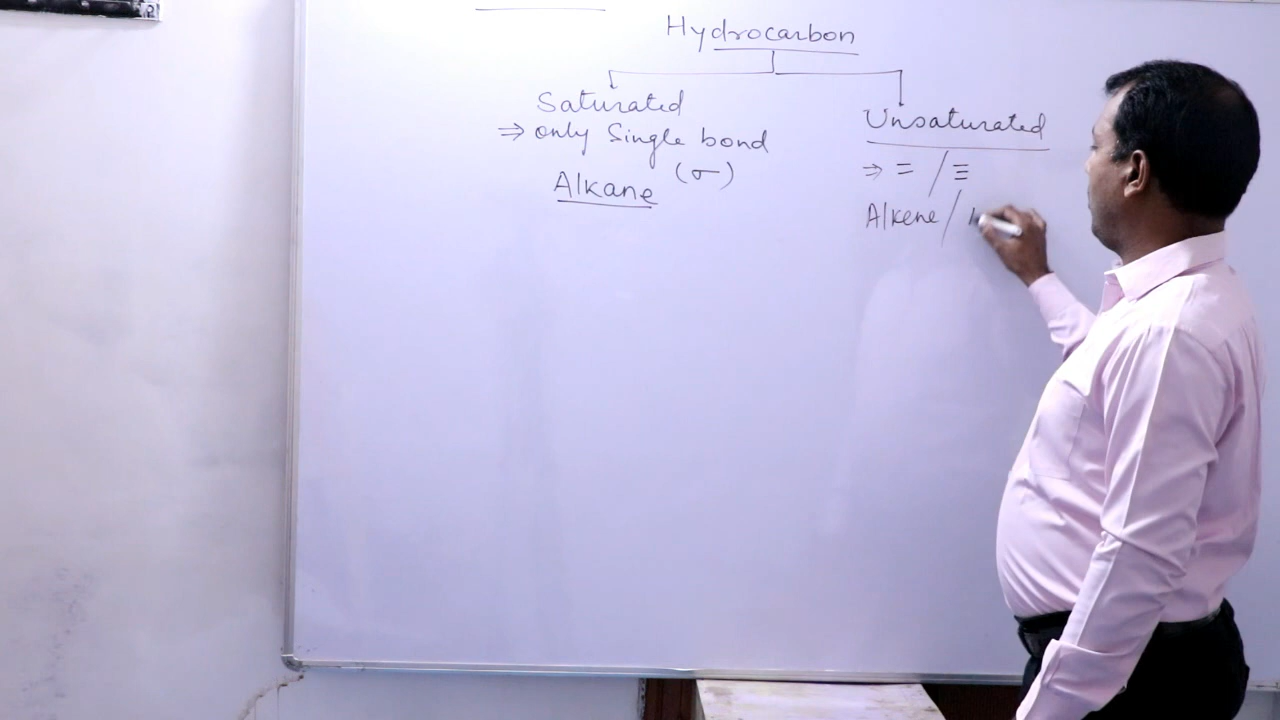 Hydrocarbon
Saturated
⇒ only Single bond
(σ)
Alkane
Unsaturated
⇒ = / ≡
Alkene /